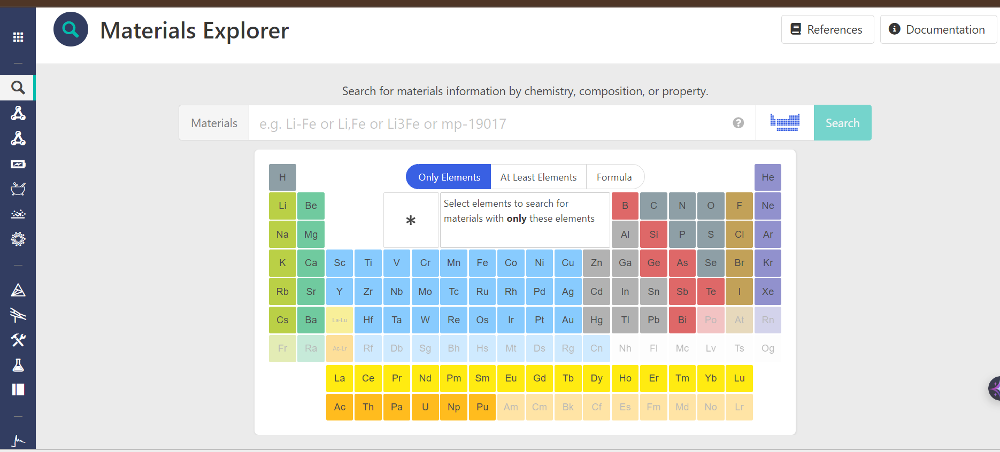 Materials Explorer
References
Documentation
Search for materials information by chemistry, composition, or property.
Materials
e.g. Li-Fe or Li,Fe or Li3Fe or mp-19017
Search
H
Only Elements
At Least Elements
Formula
He
Li Be
*
Select elements to search for
materials with only these elements
B C N O F Ne
Na Mg
Al Si P S Cl Ar
K Ca Sc Ti V Cr Mn Fe Co Ni Cu Zn Ga Ge As Se Br Kr
Rb Sr Y Zr Nb Mo Tc Ru Rh Pd Ag Cd In Sn Sb Te I Xe
Cs Ba La-Lu Hf Ta W Re Os Ir Pt Au Hg Tl Pb Bi Po At Rn
Fr Ra Ac-Lr Rf Db Sg Bh Hs Mt Ds Rg Cn Nh Fl Mc Lv Ts Og
La Ce Pr Nd Pm Sm Eu Gd Tb Dy Ho Er Tm Yb Lu
Ac Th Pa U Np Pu Am Cm Bk Cf Es Fm Md No Lr